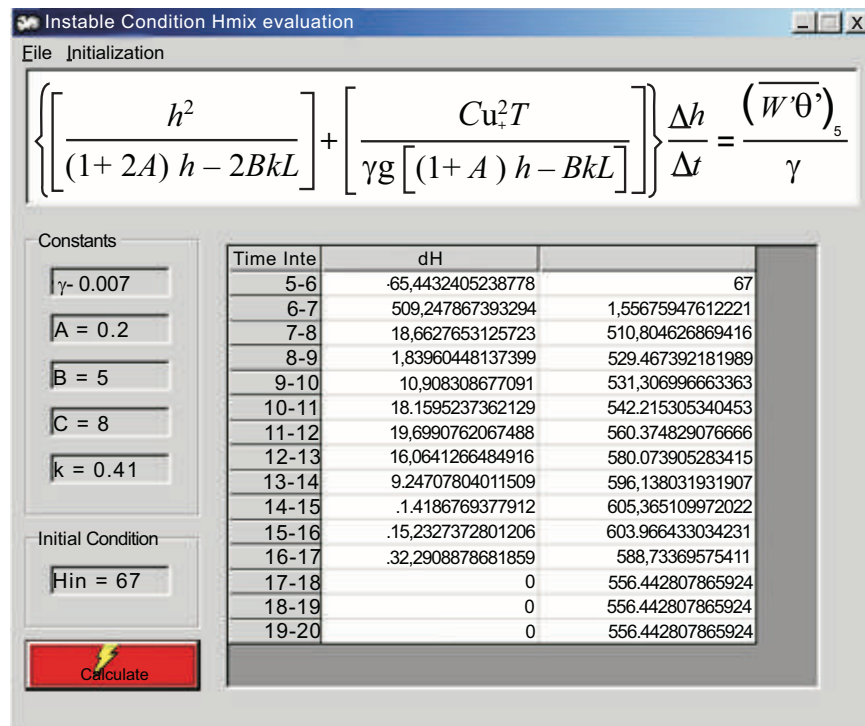 Instable Condition Hmix evaluation
File Initialization
{[h²/((1+ 2A) h – 2BkL)] + [Cu₊²T/(γg[(1+ A ) h – BkL])]} Δh/Δt = (W’θ’)₅/γ
Constants
γ- 0.007
A = 0.2
B = 5
C = 8
k = 0.41
Initial Condition
Hin = 67
Calculate
Time Inte dH
5-6 -65,4432405238778 67
6-7 509,247867393294 1,55675947612221
7-8 18,6627653125723 510,804626869416
8-9 1,83960448137399 529.467392181989
9-10 10,908308677091 531,306996663363
10-11 18.1595237362129 542.215305340453
11-12 19,6990762067488 560.374829076666
12-13 16,0641266484916 580.073905283415
13-14 9.24707804011509 596,138031931907
14-15 .1.4186769377912 605,365109972022
15-16 .15,2327372801206 603.966433034231
16-17 .32,2908878681859 588,73369575411
17-18 0 556.442807865924
18-19 0 556.442807865924
19-20 0 556.442807865924